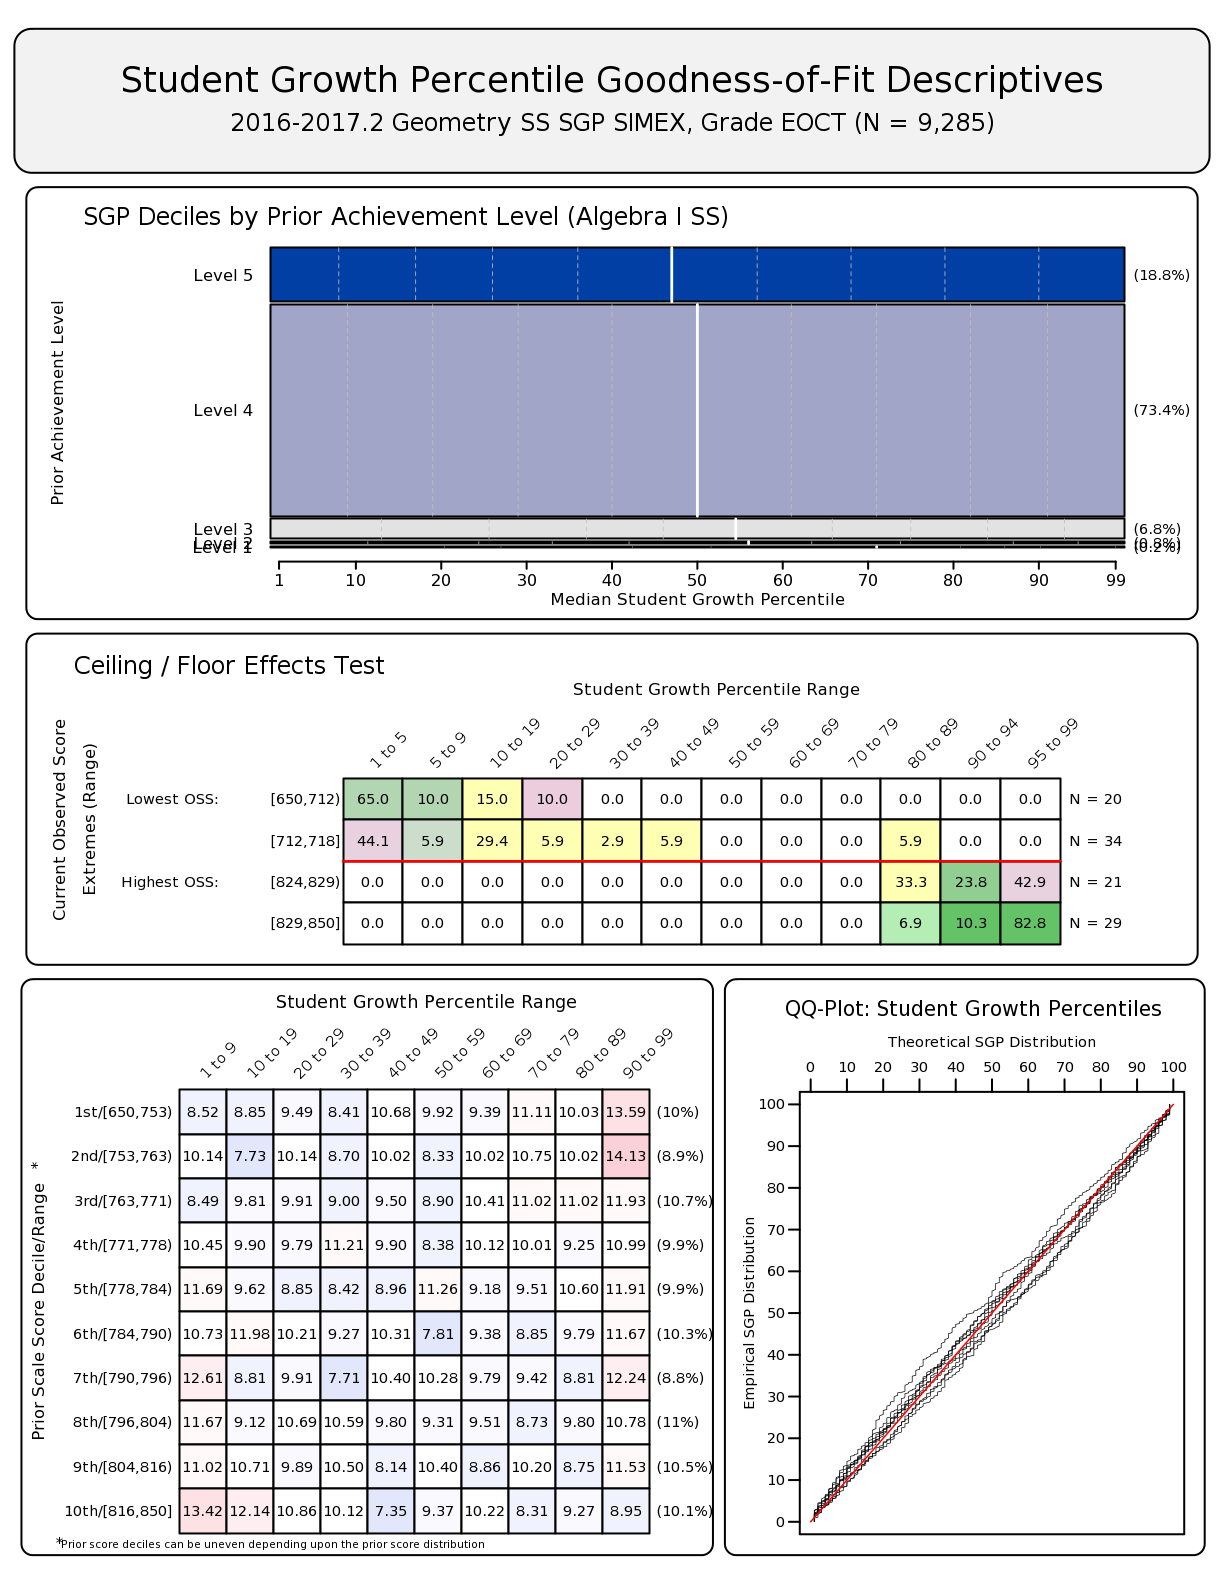 Student Growth Percentile Goodness-of-Fit Descriptives
2016-2017.2 Geometry SS SGP SIMEX, Grade EOCT (N = 9,285)
SGP Deciles by Prior Achievement Level (Algebra I SS)
Prior Achievement Level
Level 5 (18.8%)
Level 4 (73.4%)
Level 3 (6.8%)
Level 2 (0.8%)
Level 1 (0.2%)
1 10 20 30 40 50 60 70 80 90 99
Median Student Growth Percentile
Ceiling / Floor Effects Test
Student Growth Percentile Range
Current Observed Score
Extremes (Range)
1 to 5 5 to 9 10 to 19 20 to 29 30 to 39 40 to 49 50 to 59 60 to 69 70 to 79 80 to 89 90 to 94 95 to 99
Lowest OSS: [650,712) 65.0 10.0 15.0 10.0 0.0 0.0 0.0 0.0 0.0 0.0 0.0 0.0 N = 20
[712,718] 44.1 5.9 29.4 5.9 2.9 5.9 0.0 0.0 0.0 5.9 0.0 0.0 N = 34
Highest OSS: [824,829) 0.0 0.0 0.0 0.0 0.0 0.0 0.0 0.0 0.0 33.3 23.8 42.9 N = 21
[829,850] 0.0 0.0 0.0 0.0 0.0 0.0 0.0 0.0 0.0 6.9 10.3 82.8 N = 29
Student Growth Percentile Range
Prior Scale Score Decile/Range *
1 to 9 10 to 19 20 to 29 30 to 39 40 to 49 50 to 59 60 to 69 70 to 79 80 to 89 90 to 99
1st/[650,753) 8.52 8.85 9.49 8.41 10.68 9.92 9.39 11.11 10.03 13.59 (10%)
2nd/[753,763) 10.14 7.73 10.14 8.70 10.02 8.33 10.02 10.75 10.02 14.13 (8.9%)
3rd/[763,771) 8.49 9.81 9.91 9.00 9.50 8.90 10.41 11.02 11.02 11.93 (10.7%)
4th/[771,778) 10.45 9.90 9.79 11.21 9.90 8.38 10.12 10.01 9.25 10.99 (9.9%)
5th/[778,784) 11.69 9.62 8.85 8.42 8.96 11.26 9.18 9.51 10.60 11.91 (9.9%)
6th/[784,790) 10.73 11.98 10.21 9.27 10.31 7.81 9.38 8.85 9.79 11.67 (10.3%)
7th/[790,796) 12.61 8.81 9.91 7.71 10.40 10.28 9.79 9.42 8.81 12.24 (8.8%)
8th/[796,804) 11.67 9.12 10.69 10.59 9.80 9.31 9.51 8.73 9.80 10.78 (11%)
9th/[804,816) 11.02 10.71 9.89 10.50 8.14 10.40 8.86 10.20 8.75 11.53 (10.5%)
10th/[816,850] 13.42 12.14 10.86 10.12 7.35 9.37 10.22 8.31 9.27 8.95 (10.1%)
*Prior score deciles can be uneven depending upon the prior score distribution
QQ-Plot: Student Growth Percentiles
Theoretical SGP Distribution
0 10 20 30 40 50 60 70 80 90 100
Empirical SGP Distribution
100
90
80
70
60
50
40
30
20
10
0